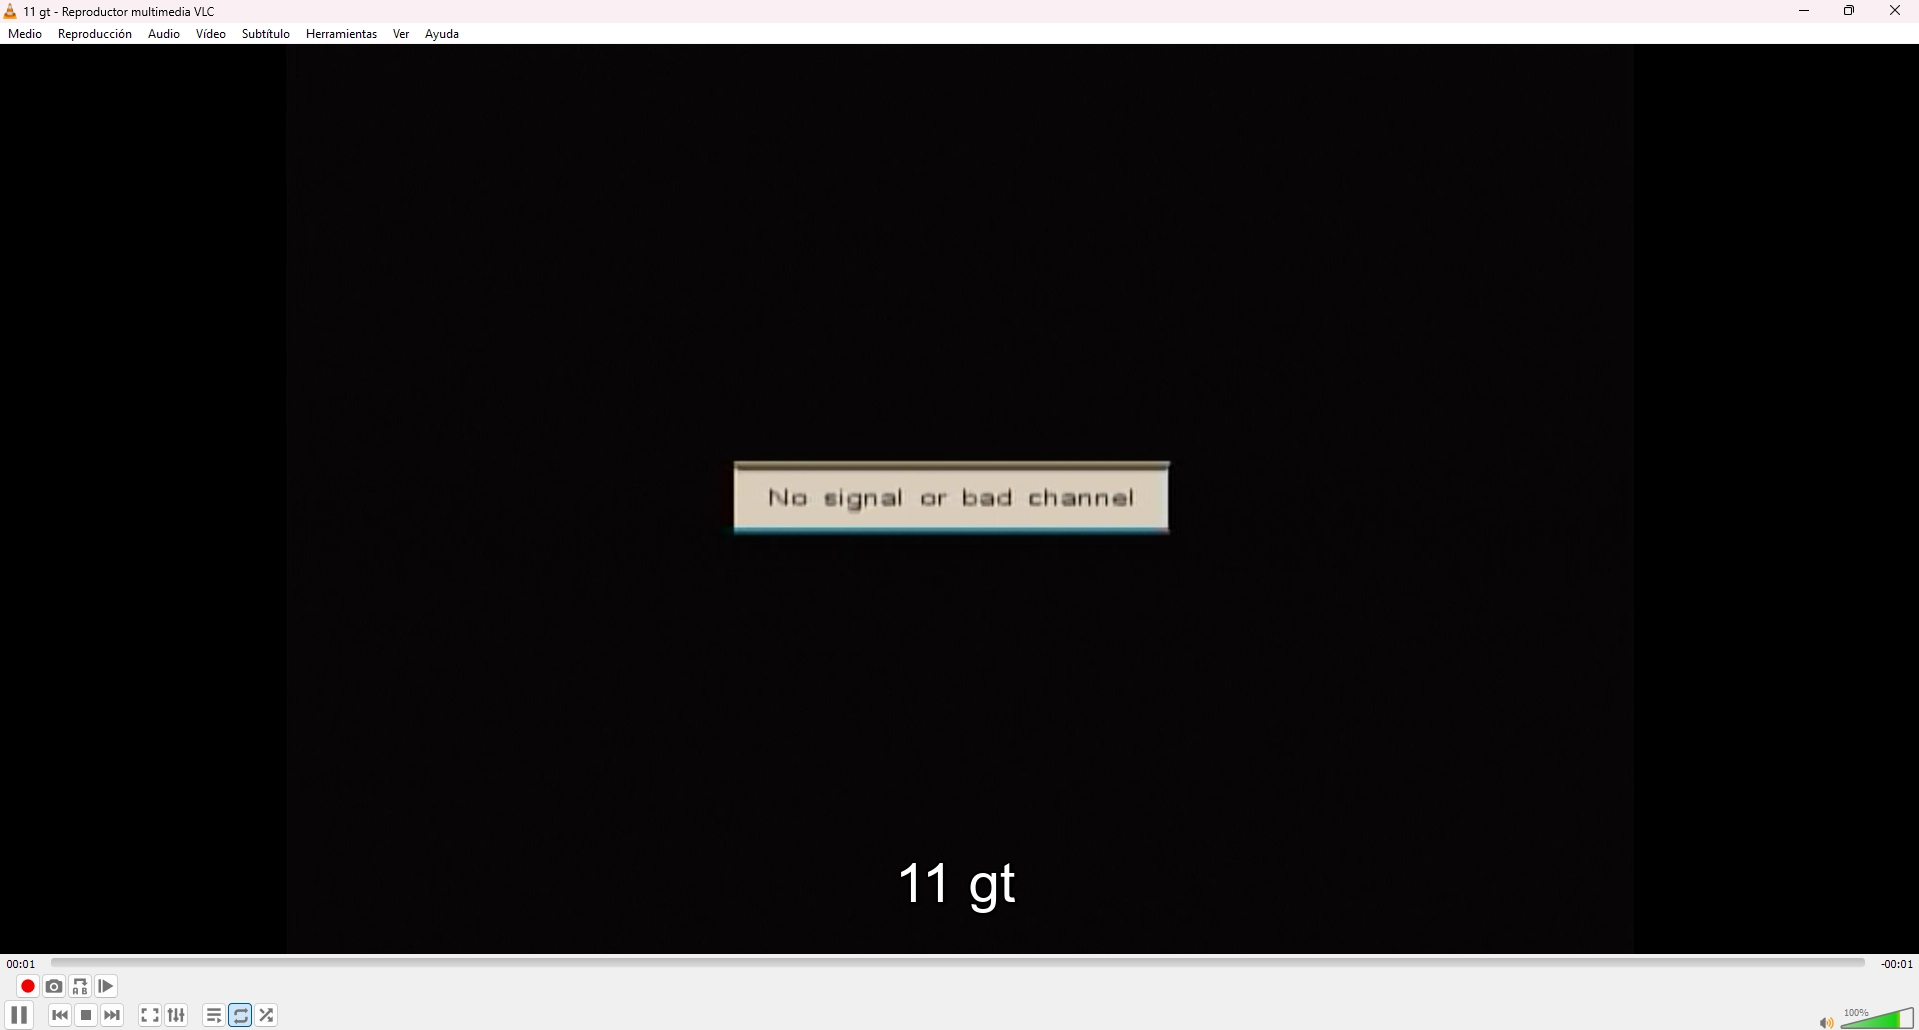 11 gt - Reproductor multimedia VLC
Medio Reproducción Audio Vídeo Subtítulo Herramientas Ver Ayuda
No signal or bad channel
11 gt
00:01 -00:01
A B
100%